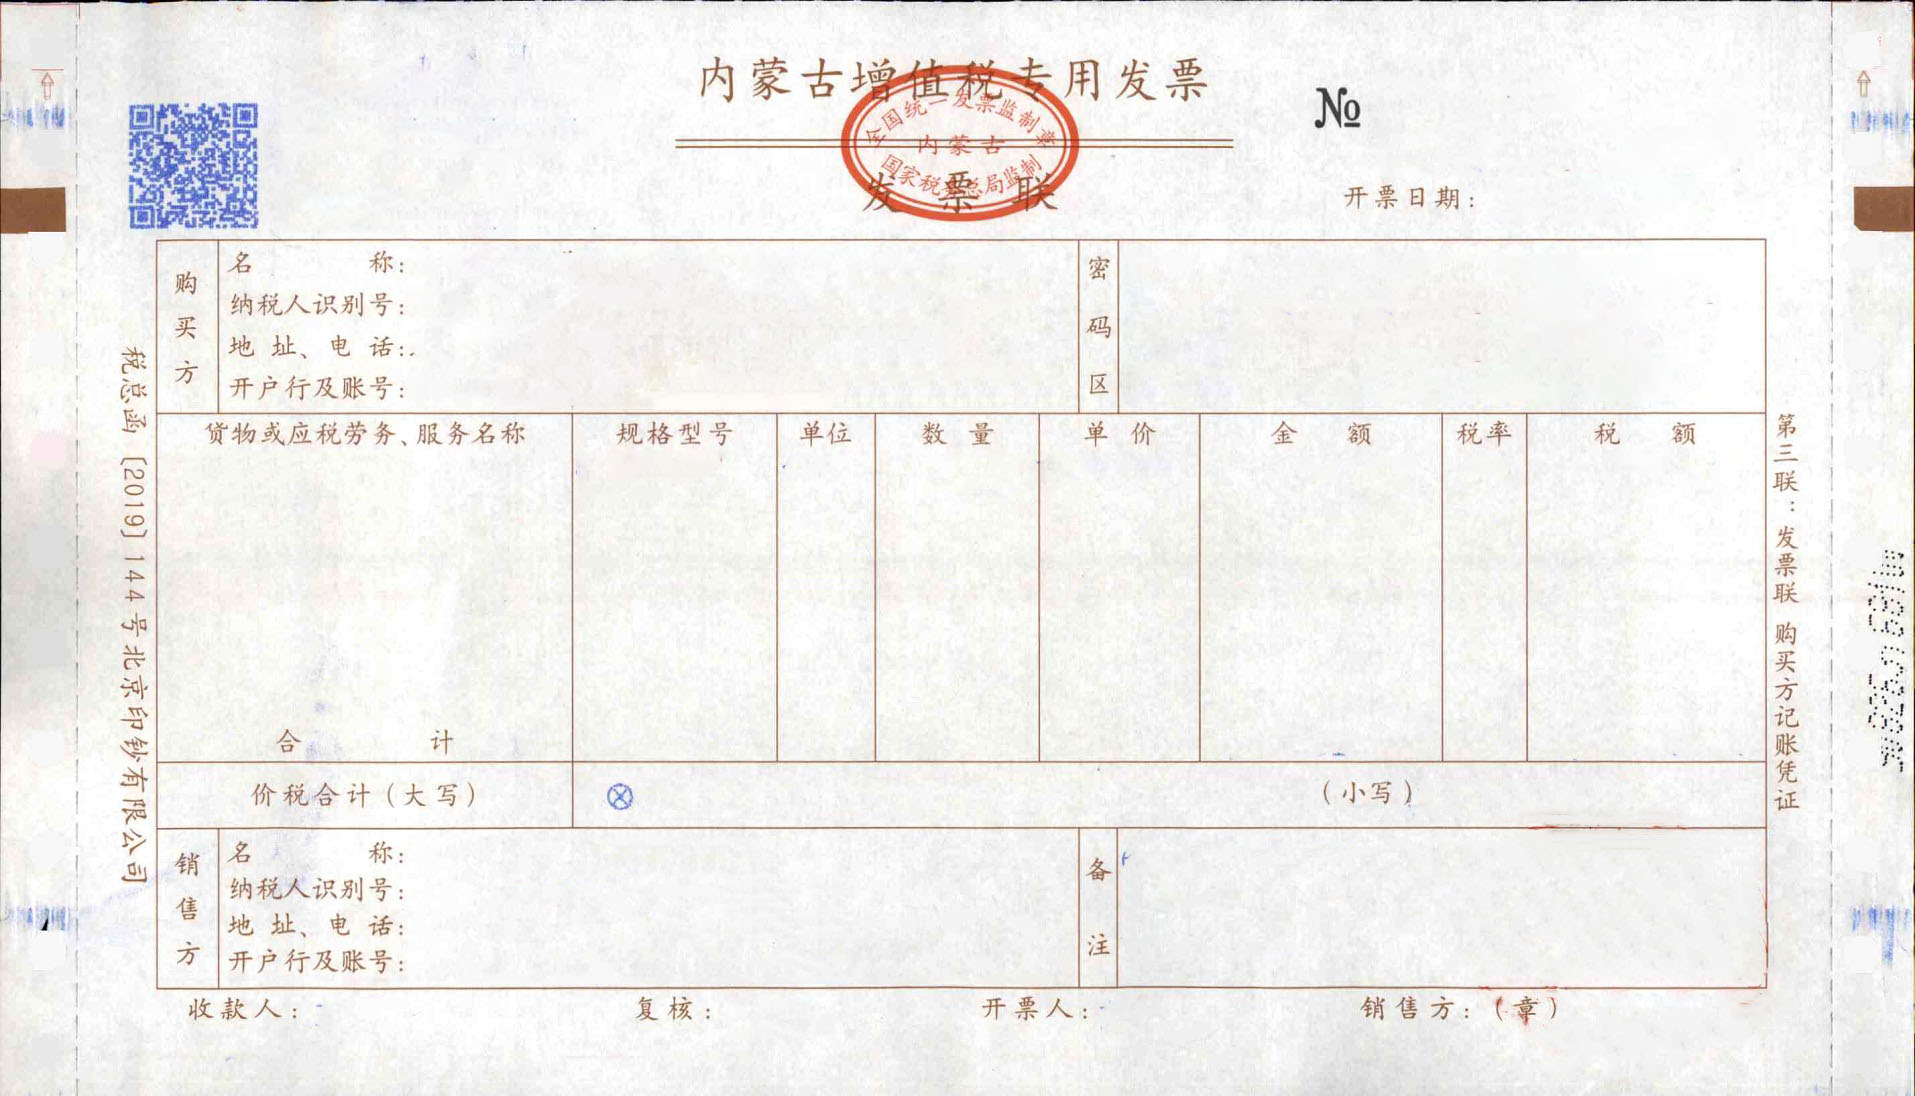 内蒙古增值税专用发票
全国统一发票监制章
内蒙古
国家税务总局监制
发票联
№
开票日期:
购买方
名称:
纳税人识别号:
地址、电话:
开户行及账号:
密码区
货物或应税劳务、服务名称 规格型号 单位 数量 单价 金额 税率 税额
合计
价税合计(大写) (小写)
销售方
名称:
纳税人识别号:
地址、电话:
开户行及账号:
备注
收款人: 复核: 开票人: 销售方:(章)
税总函〔2019〕144号北京印钞有限公司
第三联:发票联 购买方记账凭证